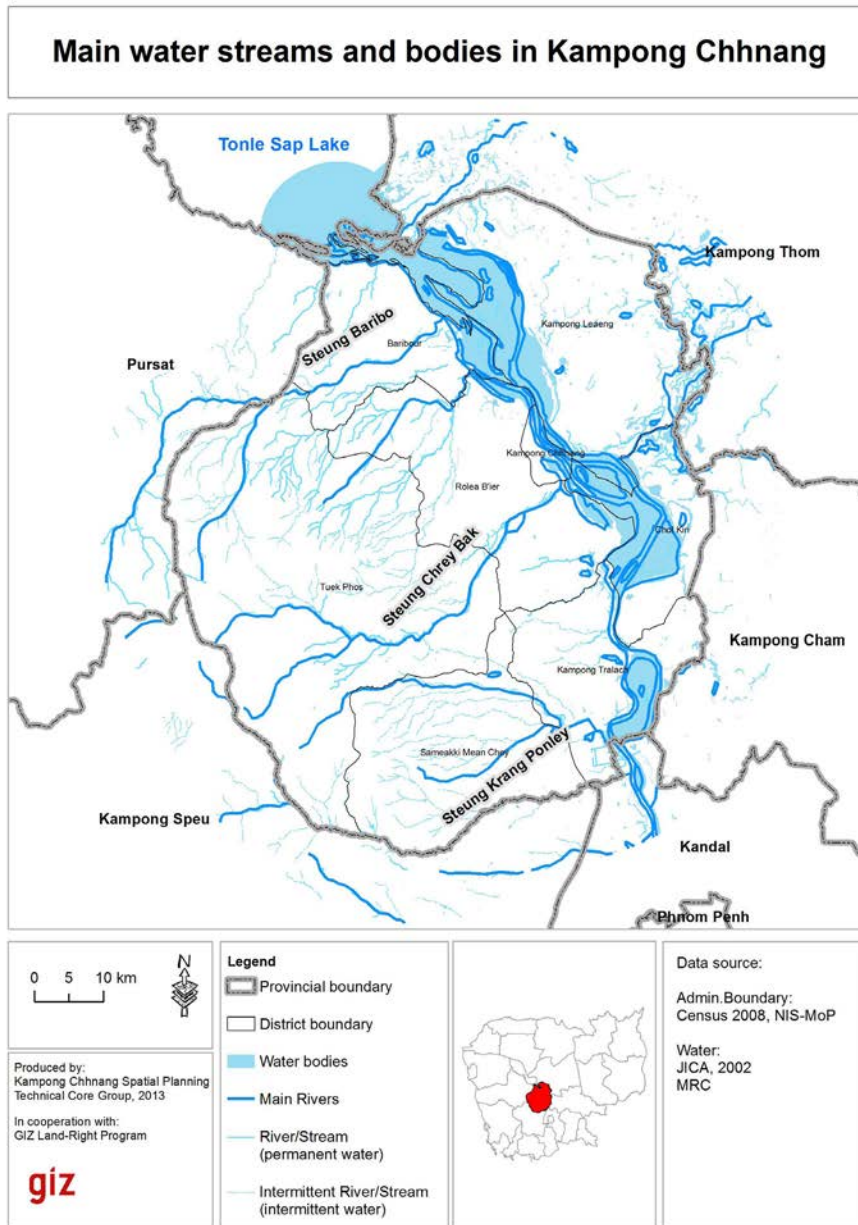 Main water streams and bodies in Kampong Chhnang
Tonle Sap Lake
Kampong Thom
Kampong Leaeng
Steung Baribo
Baribour
Pursat
Kampong Chhnang
Rolea B'ier
Chol Kiri
Steung Chrey Bak
Tuek Phos
Kampong Cham
Kampong Tralach
Sameakki Mean Chey
Steung Krang Ponley
Kampong Speu
Kandal
Phnom Penh
0 5 10 km
N
Produced by:
Kampong Chhnang Spatial Planning
Technical Core Group, 2013
In cooperation with:
GIZ Land-Right Program
giz
Legend
Provincial boundary
District boundary
Water bodies
Main Rivers
River/Stream
(permanent water)
Intermittent River/Stream
(intermittent water)
Data source:
Admin.Boundary:
Census 2008, NIS-MoP
Water:
JICA, 2002
MRC